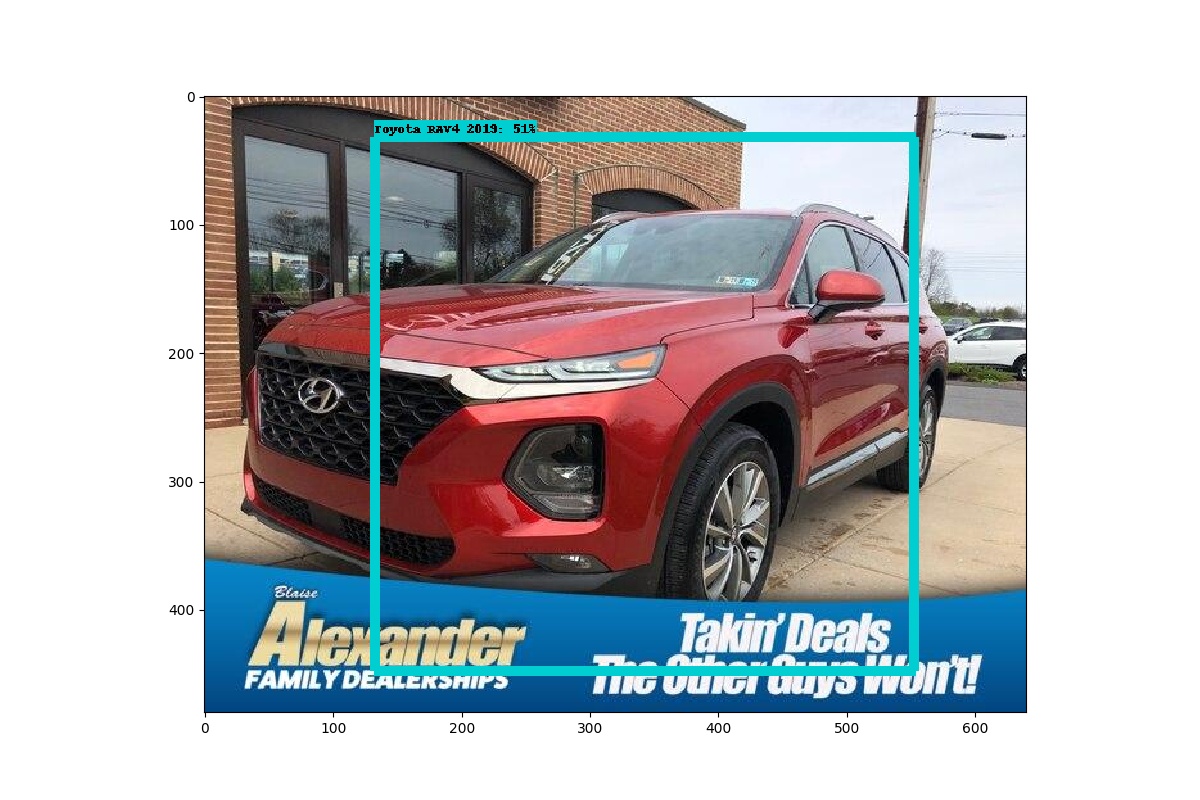 Toyota RAV4 2019: 51%
0
100
200
300
400
0 100 200 300 400 500 600
Blaise
Alexander
FAMILY DEALERSHIPS
Takin' Deals
The Other Guys Won't!